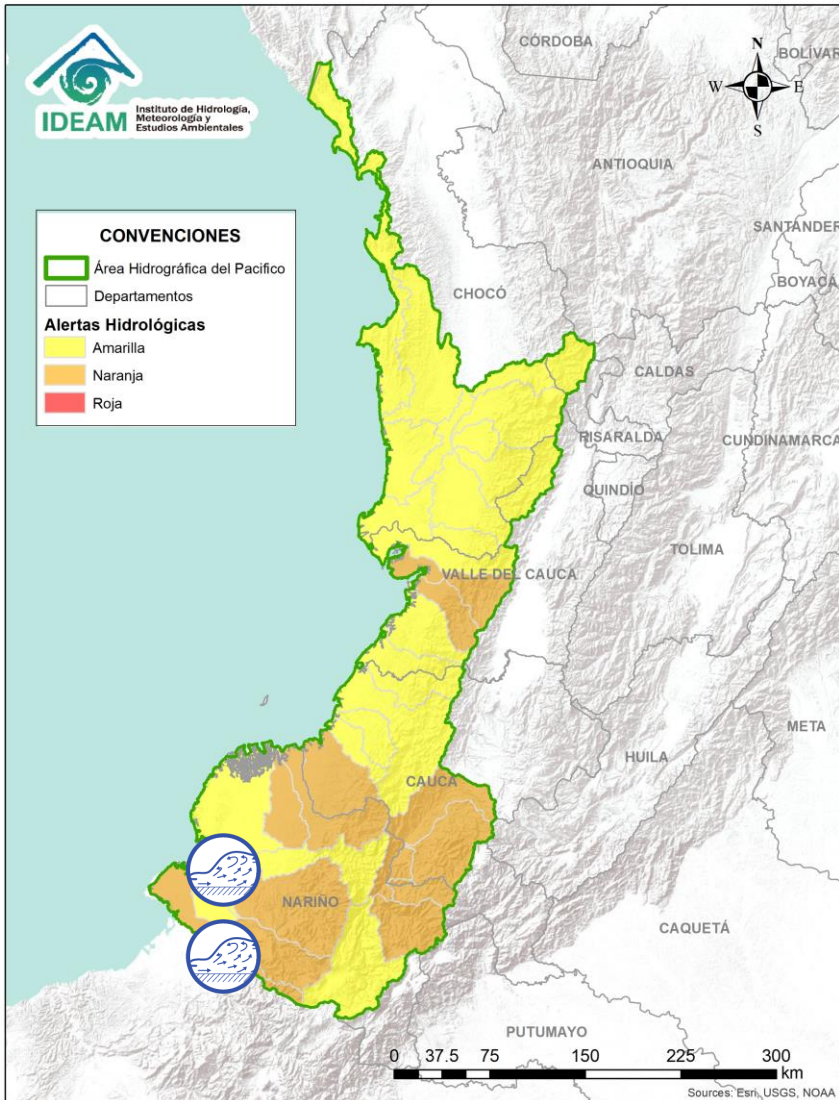 IDEAM
Instituto de Hidrología,
Meteorología y
Estudios Ambientales
CÓRDOBA
BOLÍVAR
N
W
E
S
ANTIOQUIA
SANTANDER
CONVENCIONES
Área Hidrográfica del Pacifico
Departamentos
Alertas Hidrológicas
Amarilla
Naranja
Roja
BOYACÁ
CHOCÓ
CALDAS
RISARALDA
CUNDINAMARCA
QUINDÍO
TOLIMA
VALLE DEL CAUCA
META
HUILA
CAUCA
NARIÑO
CAQUETÁ
PUTUMAYO
0 37.5 75 150 225 300
km
Sources: Esri, USGS, NOAA